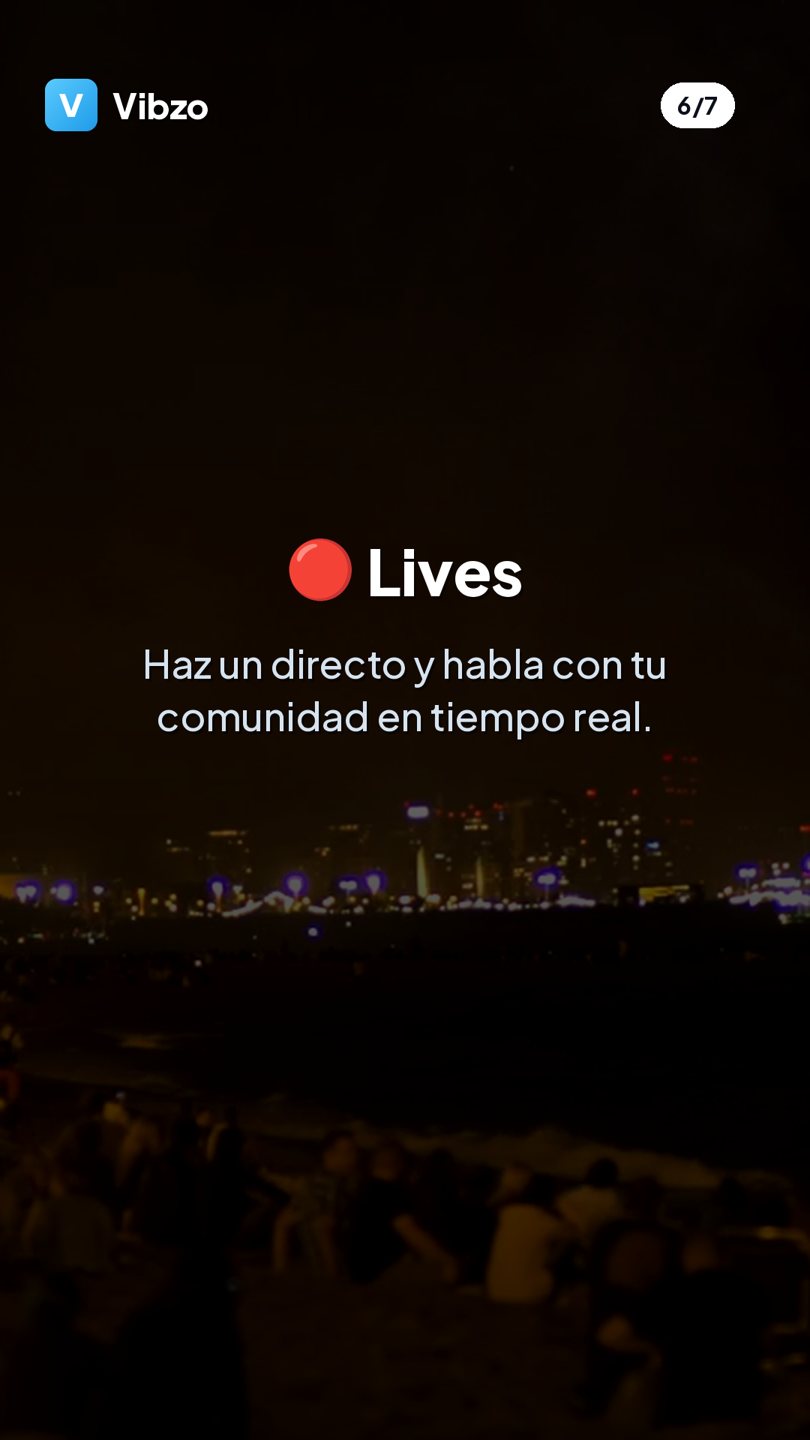 V Vibzo
6/7
🔴 Lives
Haz un directo y habla con tu
comunidad en tiempo real.